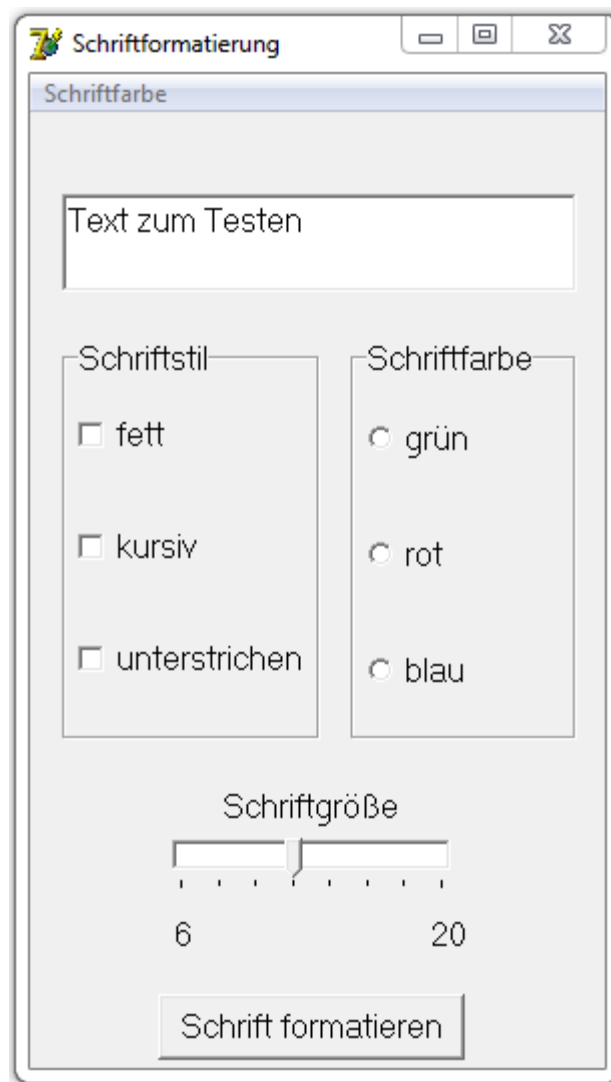 Schriftformatierung
Schriftfarbe
Text zum Testen
Schriftstil
fett
kursiv
unterstrichen
Schriftfarbe
grün
rot
blau
Schriftgröße
6 20
Schrift formatieren